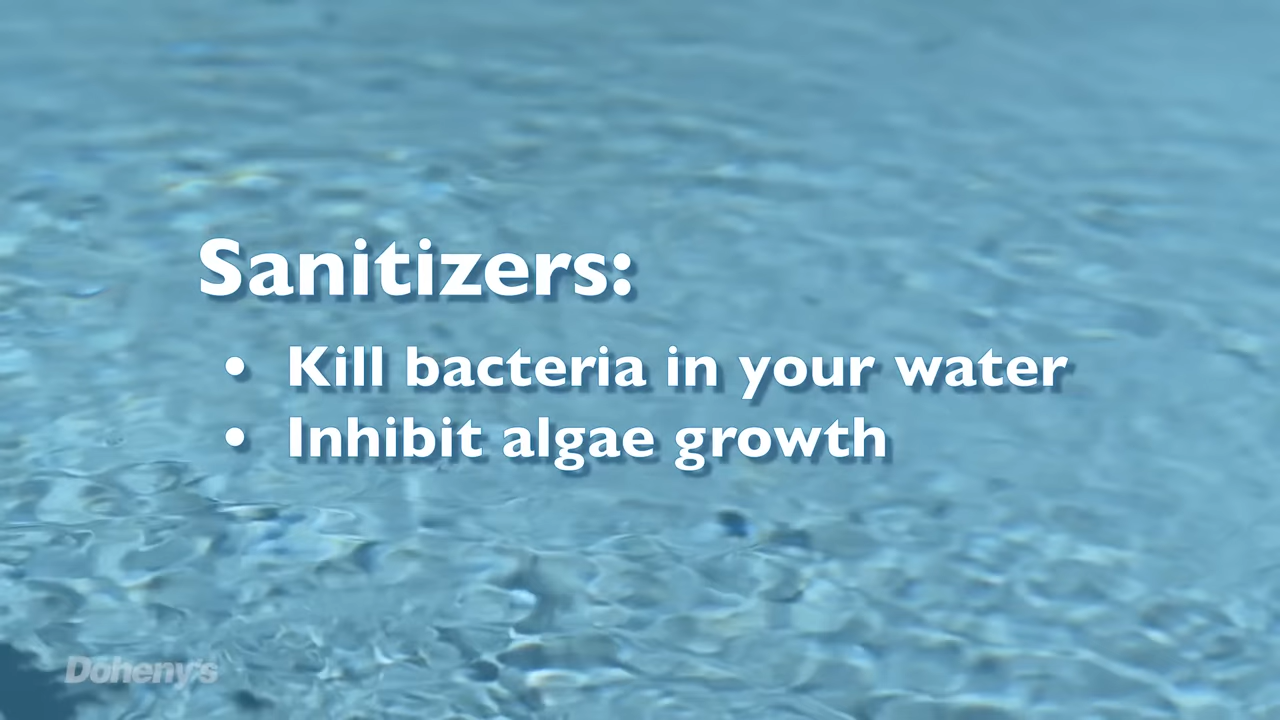 Sanitizers:
• Kill bacteria in your water
• Inhibit algae growth
Doheny's